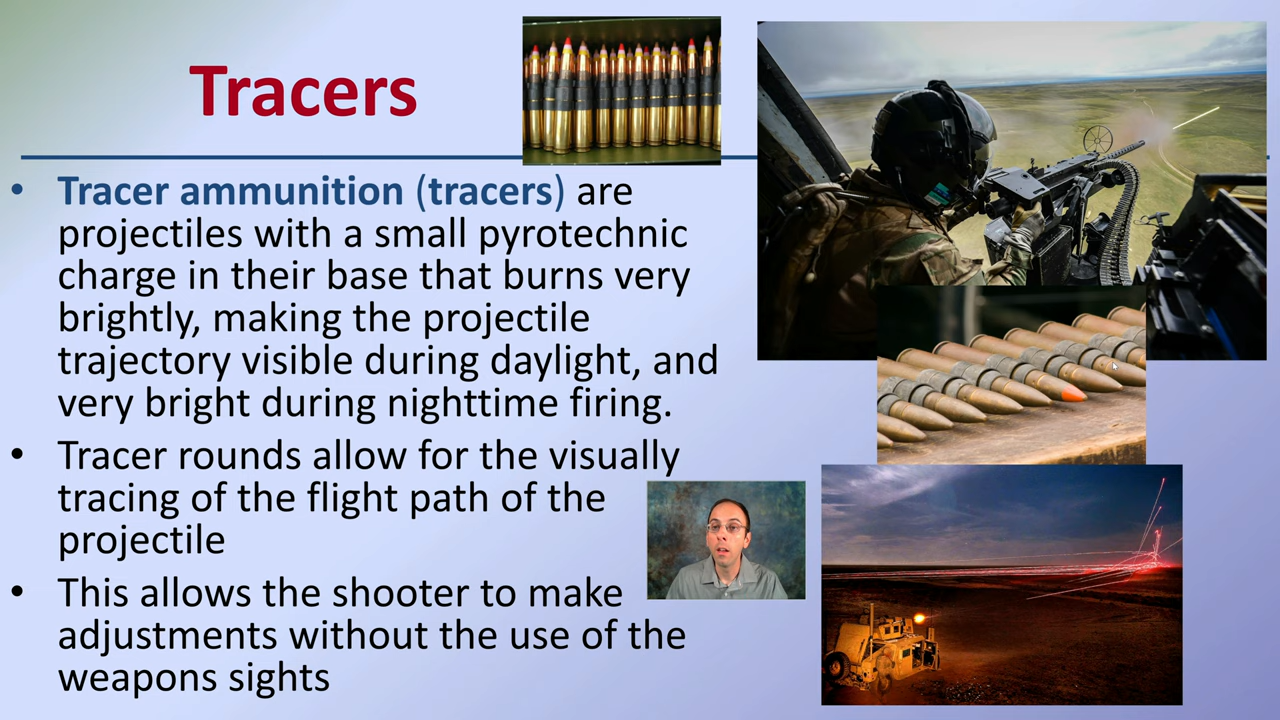 Tracers
• Tracer ammunition (tracers) are
projectiles with a small pyrotechnic
charge in their base that burns very
brightly, making the projectile
trajectory visible during daylight, and
very bright during nighttime firing.
• Tracer rounds allow for the visually
tracing of the flight path of the
projectile
• This allows the shooter to make
adjustments without the use of the
weapons sights